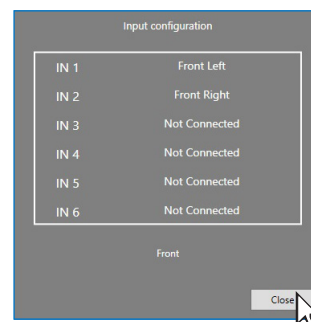 Input configuration
IN 1 Front Left
IN 2 Front Right
IN 3 Not Connected
IN 4 Not Connected
IN 5 Not Connected
IN 6 Not Connected
Front
Close